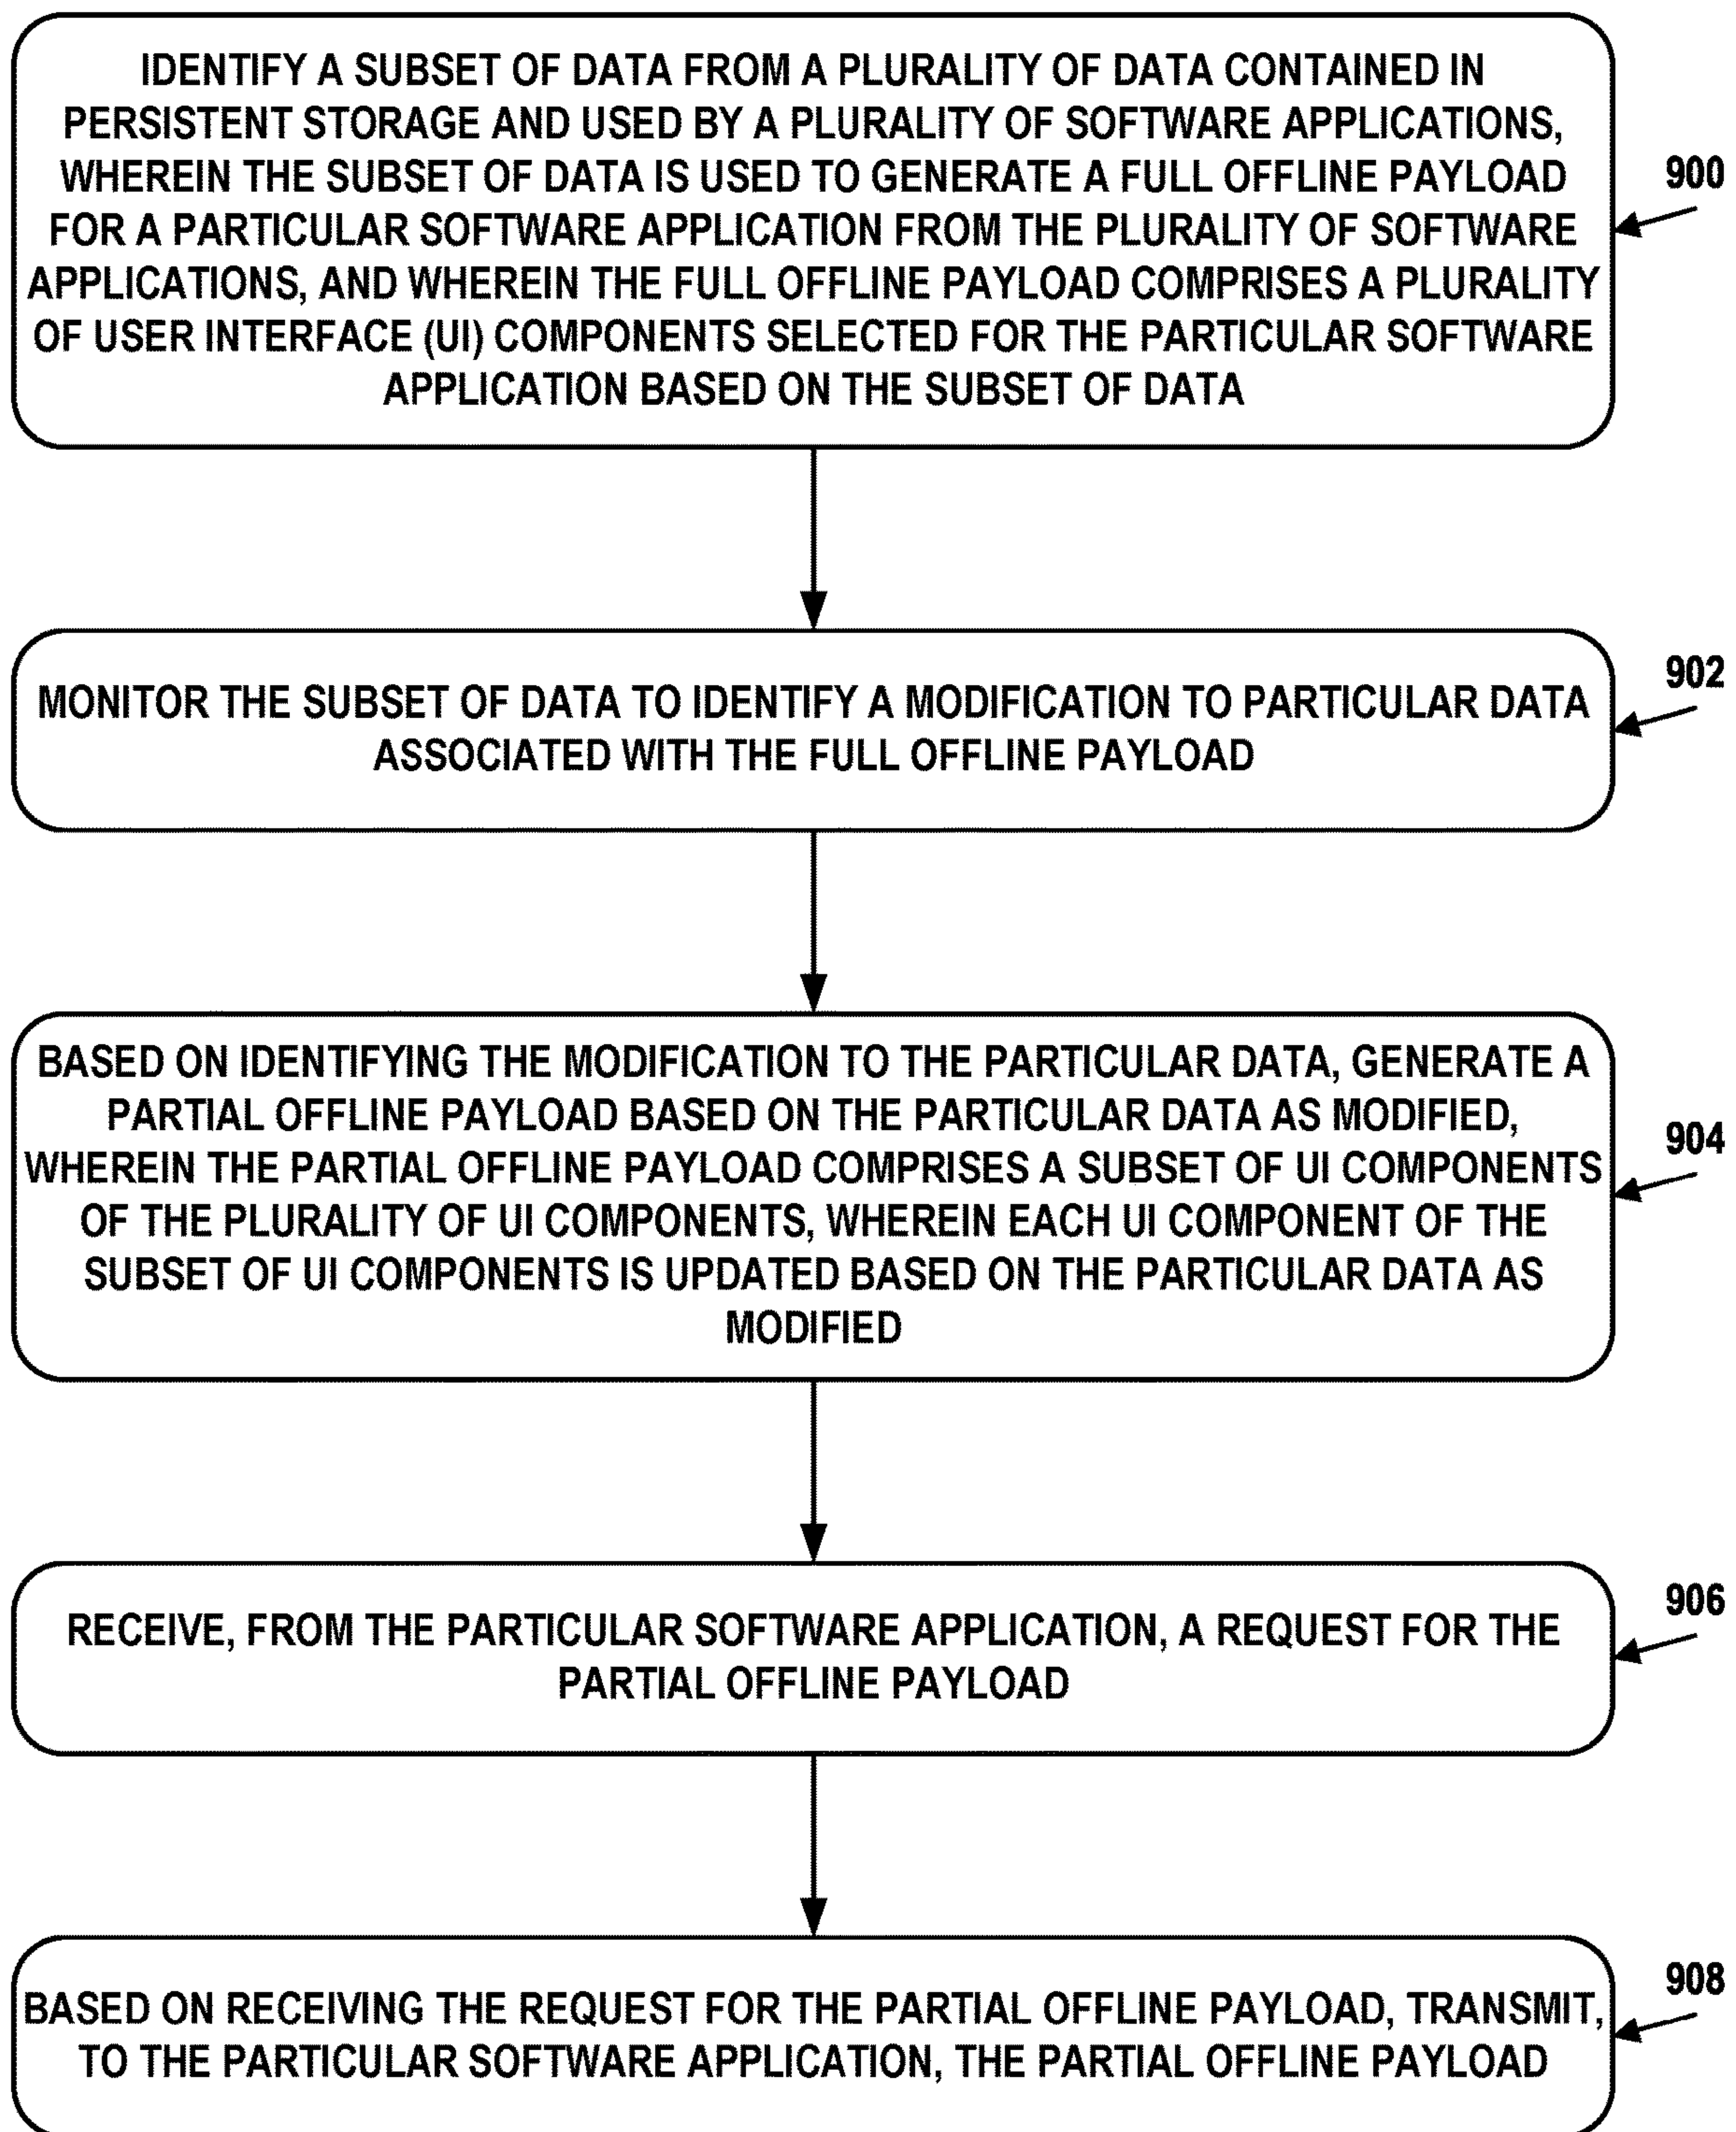 IDENTIFY A SUBSET OF DATA FROM A PLURALITY OF DATA CONTAINED IN
PERSISTENT STORAGE AND USED BY A PLURALITY OF SOFTWARE APPLICATIONS,
WHEREIN THE SUBSET OF DATA IS USED TO GENERATE A FULL OFFLINE PAYLOAD
FOR A PARTICULAR SOFTWARE APPLICATION FROM THE PLURALITY OF SOFTWARE
APPLICATIONS, AND WHEREIN THE FULL OFFLINE PAYLOAD COMPRISES A PLURALITY
OF USER INTERFACE (UI) COMPONENTS SELECTED FOR THE PARTICULAR SOFTWARE
APPLICATION BASED ON THE SUBSET OF DATA
900
MONITOR THE SUBSET OF DATA TO IDENTIFY A MODIFICATION TO PARTICULAR DATA
ASSOCIATED WITH THE FULL OFFLINE PAYLOAD
902
BASED ON IDENTIFYING THE MODIFICATION TO THE PARTICULAR DATA, GENERATE A
PARTIAL OFFLINE PAYLOAD BASED ON THE PARTICULAR DATA AS MODIFIED,
WHEREIN THE PARTIAL OFFLINE PAYLOAD COMPRISES A SUBSET OF UI COMPONENTS
OF THE PLURALITY OF UI COMPONENTS, WHEREIN EACH UI COMPONENT OF THE
SUBSET OF UI COMPONENTS IS UPDATED BASED ON THE PARTICULAR DATA AS
MODIFIED
904
RECEIVE, FROM THE PARTICULAR SOFTWARE APPLICATION, A REQUEST FOR THE
PARTIAL OFFLINE PAYLOAD
906
BASED ON RECEIVING THE REQUEST FOR THE PARTIAL OFFLINE PAYLOAD, TRANSMIT,
TO THE PARTICULAR SOFTWARE APPLICATION, THE PARTIAL OFFLINE PAYLOAD
908